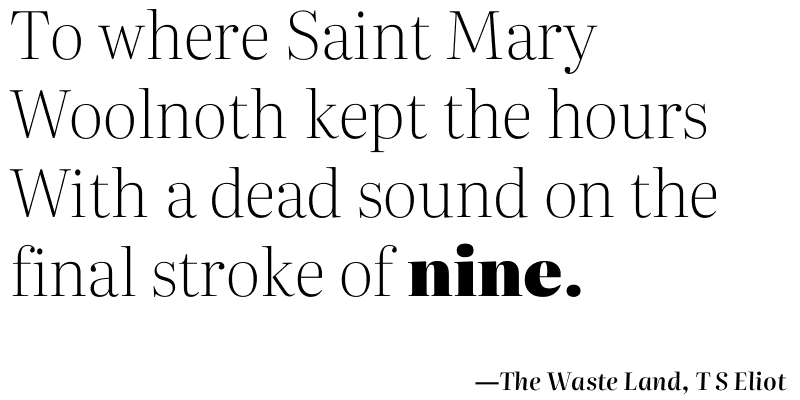 To where Saint Mary
Woolnoth kept the hours
With a dead sound on the
final stroke of nine.
—The Waste Land, T S Eliot